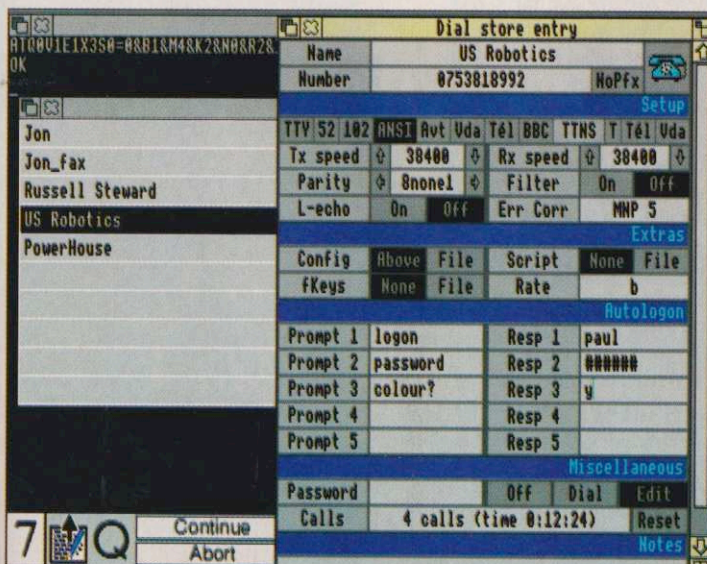 ATQ0V1E1X3S0=0&B1&M4&K2&N0&R2&
OK
Jon
Jon_fax
Russell Steward
US Robotics
PowerHouse
7 Q Continue
Abort
Dial store entry
Name US Robotics
Number 0753818992 NoPfx
Setup
TTY 52 102 ANSI Avt Vda Tél BBC TTNS T Tél Vda
Tx speed 38400 Rx speed 38400
Parity 8none1 Filter On Off
L-echo On Off Err Corr MNP 5
Extras
Config Above File Script None File
fKeys None File Rate b
Autologon
Prompt 1 logon Resp 1 paul
Prompt 2 password Resp 2 ######
Prompt 3 colour? Resp 3 y
Prompt 4 Resp 4
Prompt 5 Resp 5
Miscellaneous
Password Off Dial Edit
Calls 4 calls (time 0:12:24) Reset
Notes